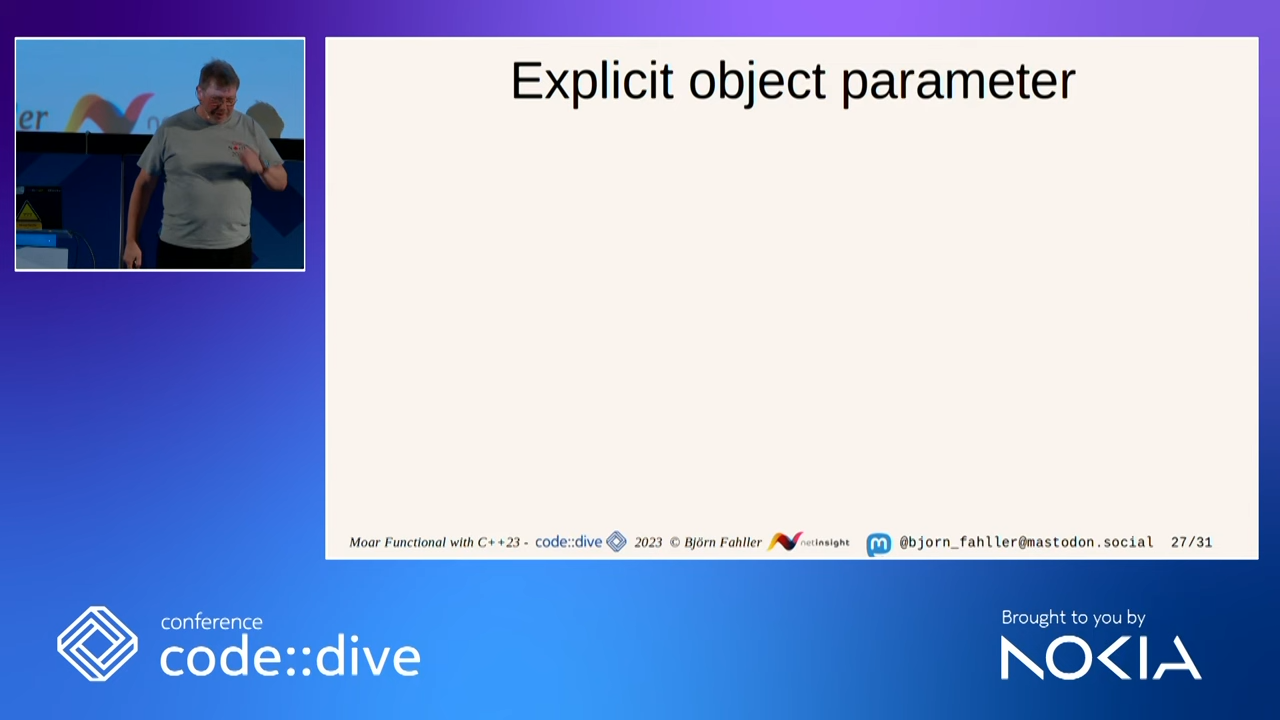 er
Explicit object parameter
Moar Functional with C++23 - code::dive 2023 © Björn Fahller netinsight @bjorn_fahller@mastodon.social 27/31
conference
code::dive
Brought to you by
NOKIA